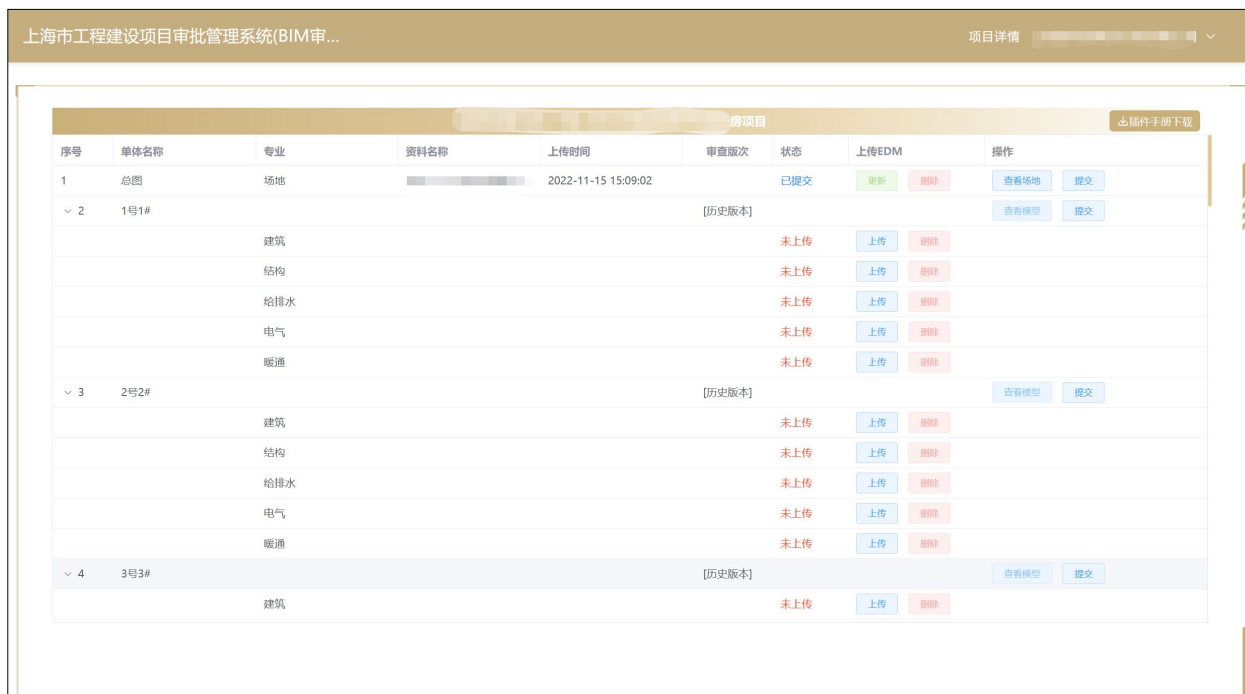 上海市工程建设项目审批管理系统(BIM审... 项目详情
房项目 插件手册下载
序号 单体名称 专业 资料名称 上传时间 审查版次 状态 上传EDM 操作
1 总图 场地 2022-11-15 15:09:02 已提交 更新 删除 查看场地 提交
2 1号1# [历史版本] 查看模型 提交
建筑 未上传 上传 删除
结构 未上传 上传 删除
给排水 未上传 上传 删除
电气 未上传 上传 删除
暖通 未上传 上传 删除
3 2号2# [历史版本] 查看模型 提交
建筑 未上传 上传 删除
结构 未上传 上传 删除
给排水 未上传 上传 删除
电气 未上传 上传 删除
暖通 未上传 上传 删除
4 3号3# [历史版本] 查看模型 提交
建筑 未上传 上传 删除